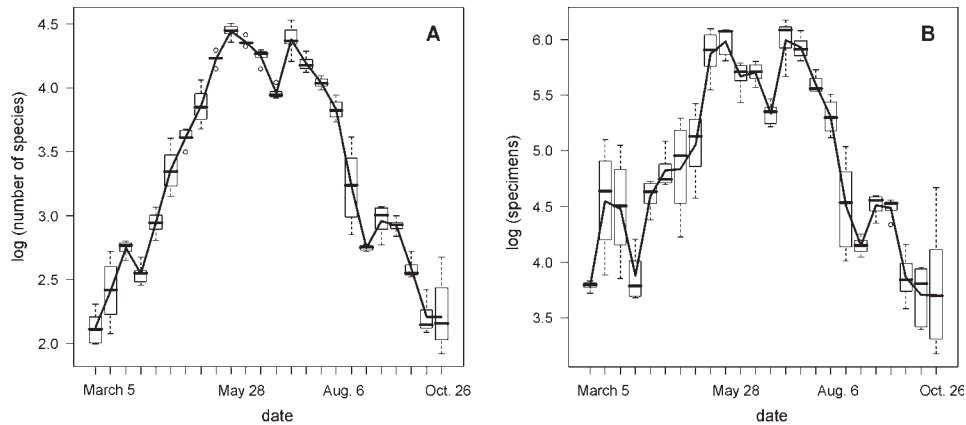 A
log (number of species)
4.5
4.0
3.5
3.0
2.5
2.0
March 5
May 28
Aug. 6
Oct. 26
date
B
log (specimens)
6.0
5.5
5.0
4.5
4.0
3.5
March 5
May 28
Aug. 6
Oct. 26
date